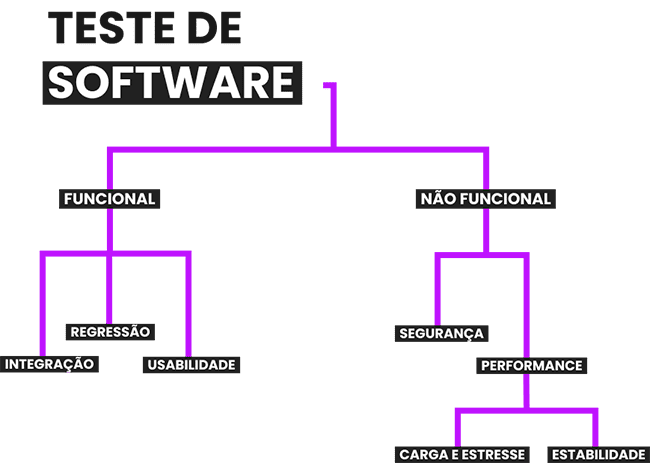 TESTE DE
SOFTWARE
FUNCIONAL
NÃO FUNCIONAL
REGRESSÃO
SEGURANÇA
INTEGRAÇÃO
USABILIDADE
PERFORMANCE
CARGA E ESTRESSE
ESTABILIDADE